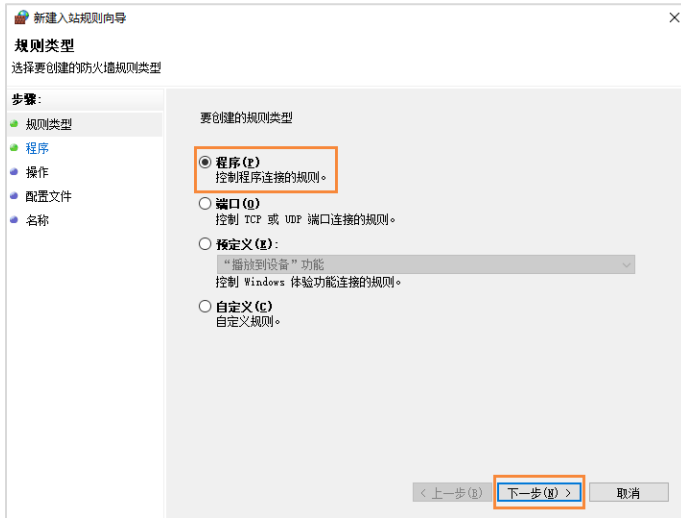 新建入站规则向导
规则类型
选择要创建的防火墙规则类型
步骤:
规则类型
程序
操作
配置文件
名称
要创建的规则类型
程序(P)
控制程序连接的规则。
端口(O)
控制 TCP 或 UDP 端口连接的规则。
预定义(E):
“播放到设备”功能
控制 Windows 体验功能连接的规则。
自定义(C)
自定义规则。
< 上一步(B)
下一步(N) >
取消